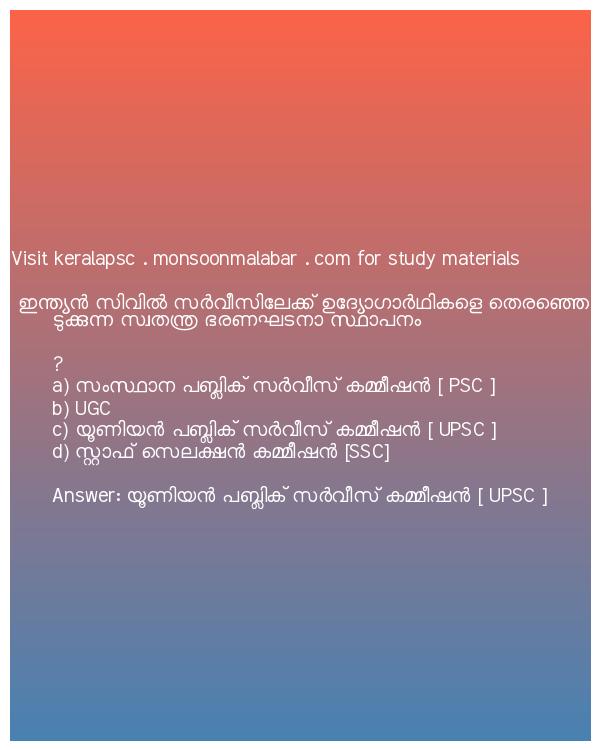 Visit keralapsc . monsoonmalabar . com for study materials
ഇന്ത്യൻ സിവിൽ സർവീസിലേക്ക് ഉദ്യോഗാർഥികളെ തെരഞ്ഞെ
ടുക്കുന്ന സ്വതന്ത്ര ഭരണഘടനാ സ്ഥാപനം
?
a) സംസ്ഥാന പബ്ലിക് സർവീസ് കമ്മീഷൻ [ PSC ]
b) UGC
c) യൂണിയൻ പബ്ലിക് സർവീസ് കമ്മീഷൻ [ UPSC ]
d) സ്റ്റാഫ് സെലക്ഷൻ കമ്മീഷൻ [SSC]
Answer: യൂണിയൻ പബ്ലിക് സർവീസ് കമ്മീഷൻ [ UPSC ]